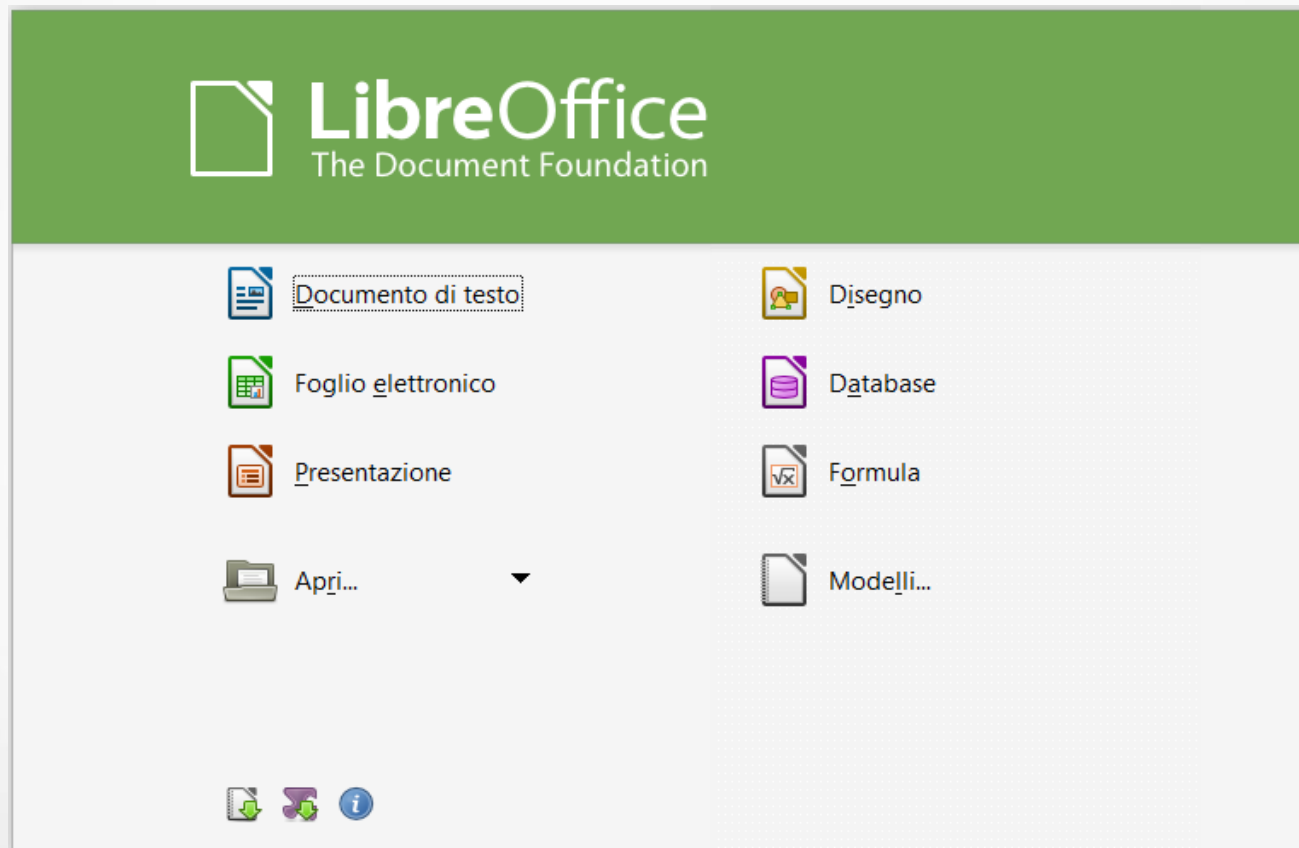 LibreOffice
The Document Foundation
Documento di testo
Disegno
Foglio elettronico
Database
Presentazione
Formula
Apri...
Modelli...